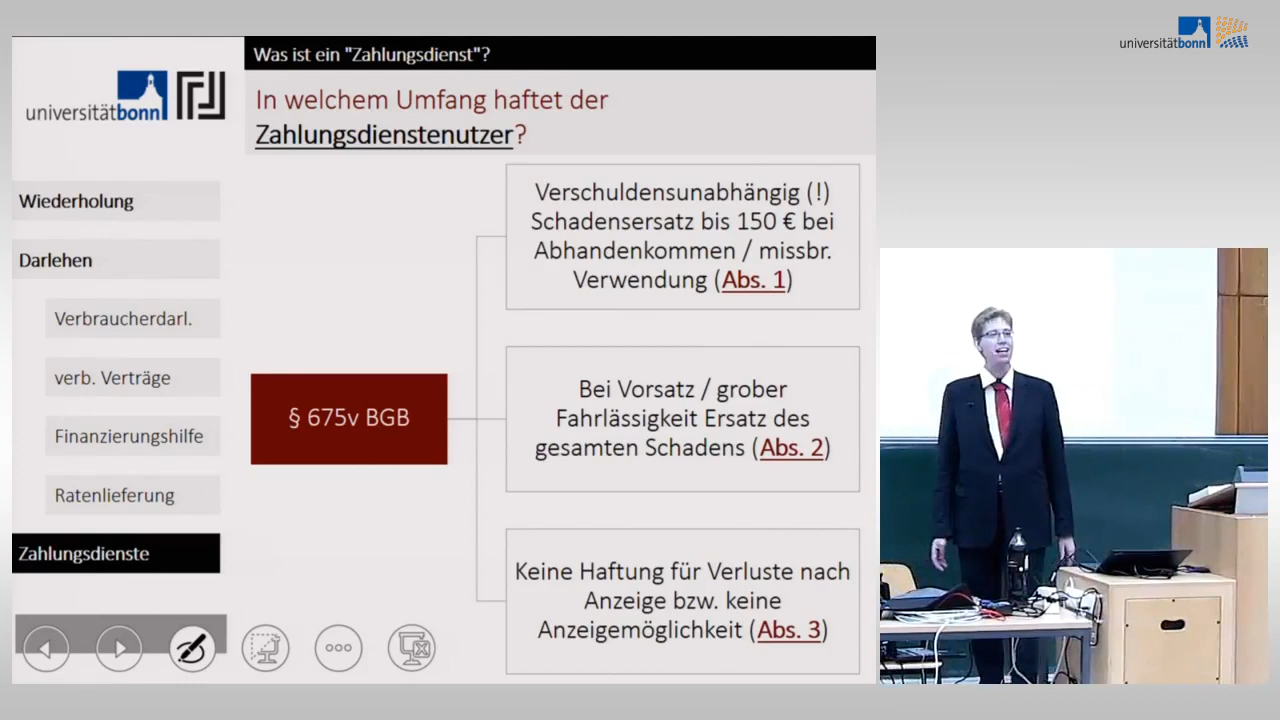 universitätbonn
Was ist ein "Zahlungsdienst"?
universitätbonn
In welchem Umfang haftet der
Zahlungsdienstenutzer?
Wiederholung
Darlehen
Verbraucherdarl.
verb. Verträge
Finanzierungshilfe
Ratenlieferung
Zahlungsdienste
§ 675v BGB
Verschuldensunabhängig (!)
Schadensersatz bis 150 € bei
Abhandenkommen / missbr.
Verwendung (Abs. 1)
Bei Vorsatz / grober
Fahrlässigkeit Ersatz des
gesamten Schadens (Abs. 2)
Keine Haftung für Verluste nach
Anzeige bzw. keine
Anzeigemöglichkeit (Abs. 3)